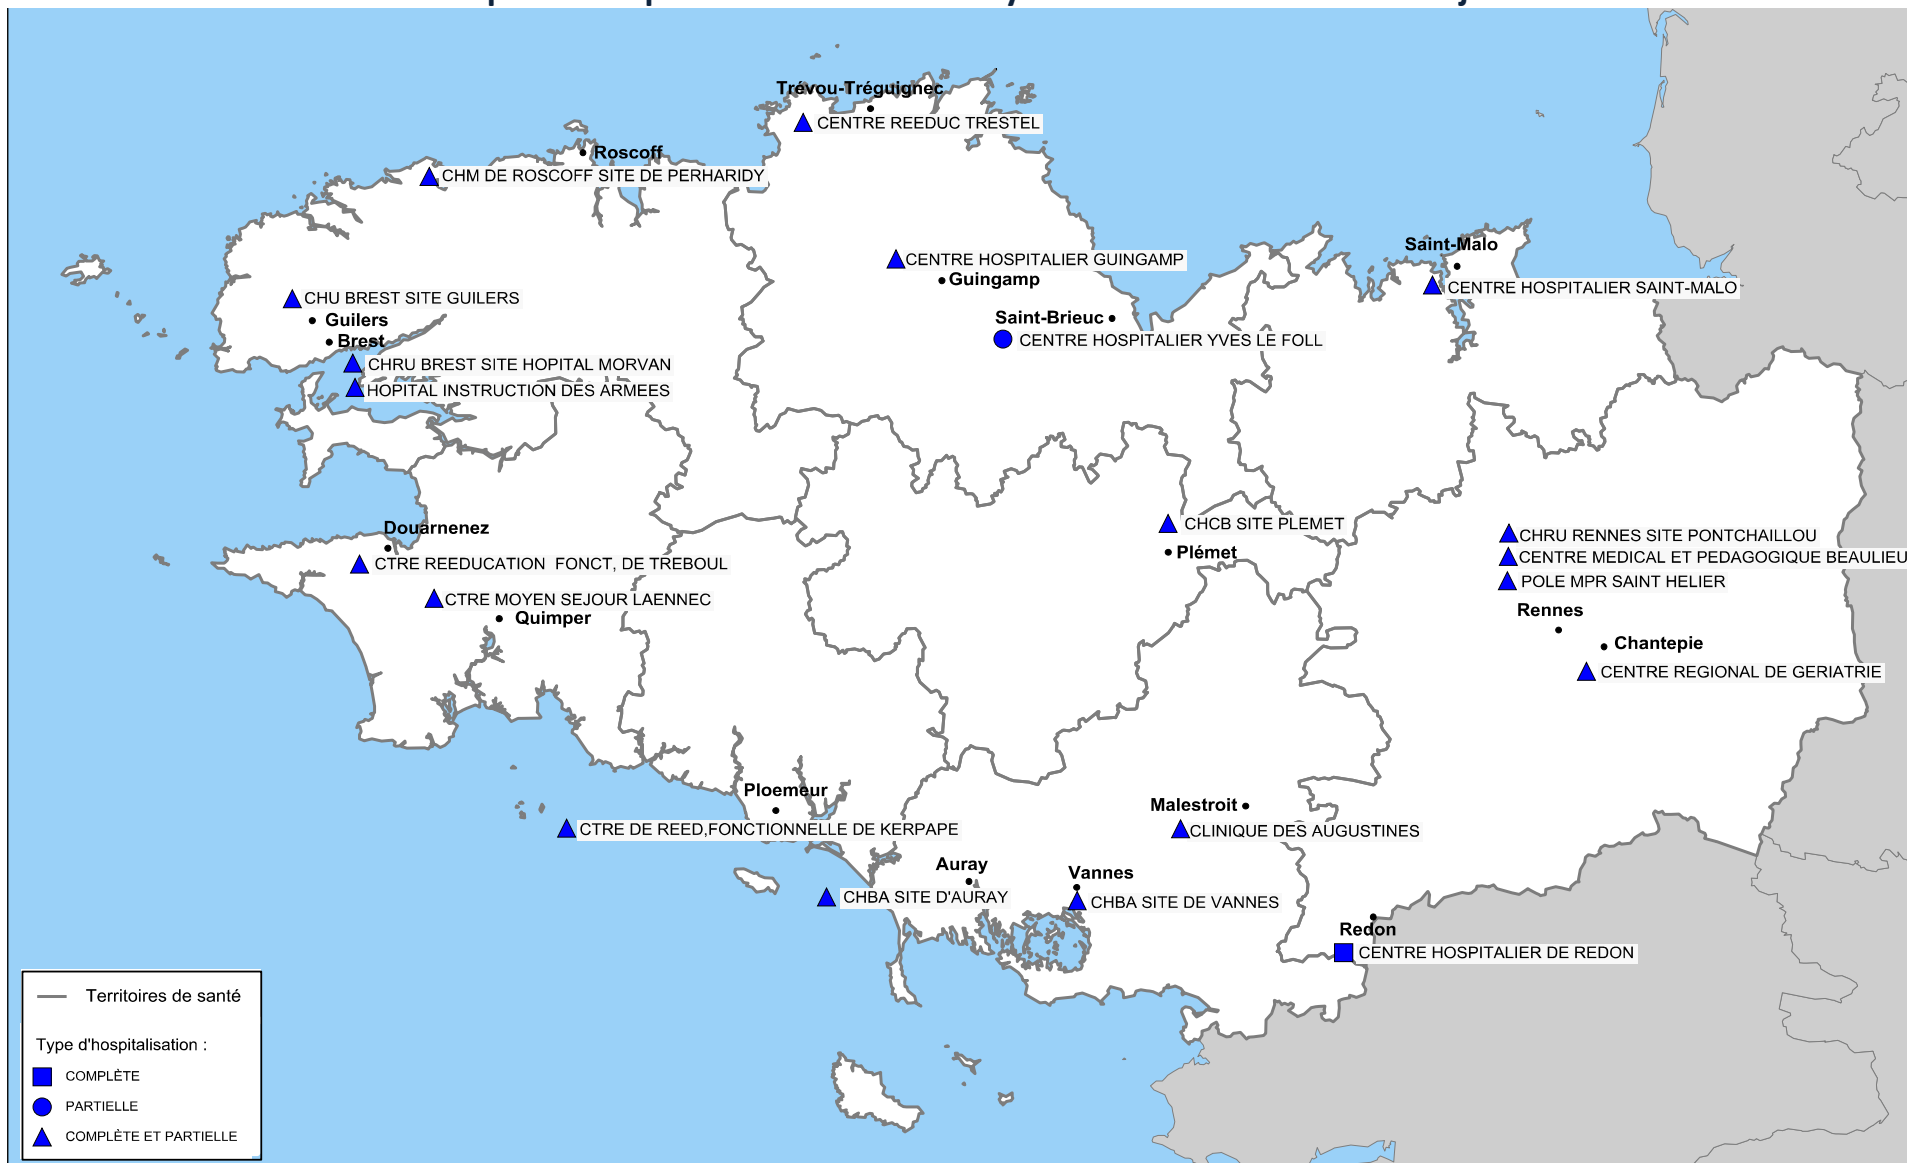 Trévou-Tréguignec
CENTRE REEDUC TRESTEL
Roscoff
CHM DE ROSCOFF SITE DE PERHARIDY
Saint-Malo
CENTRE HOSPITALIER GUINGAMP
Guingamp
CENTRE HOSPITALIER SAINT-MALO
CHU BREST SITE GUILERS
Guilers
Saint-Brieuc
Brest
CENTRE HOSPITALIER YVES LE FOLL
CHRU BREST SITE HOPITAL MORVAN
HOPITAL INSTRUCTION DES ARMEES
Douarnenez
CHCB SITE PLEMET
Plémet
CHRU RENNES SITE PONTCHAILLOU
CENTRE MEDICAL ET PEDAGOGIQUE BEAULIEU
CTRE REEDUCATION  FONCT, DE TREBOUL
POLE MPR SAINT HELIER
CTRE MOYEN SEJOUR LAENNEC
Quimper
Rennes
Chantepie
CENTRE REGIONAL DE GERIATRIE
Ploemeur
CTRE DE REED,FONCTIONNELLE DE KERPAPE
Malestroit
CLINIQUE DES AUGUSTINES
Auray
CHBA SITE D'AURAY
Vannes
CHBA SITE DE VANNES
Redon
CENTRE HOSPITALIER DE REDON
Territoires de santé
Type d'hospitalisation :
COMPLÈTE
PARTIELLE
COMPLÈTE ET PARTIELLE